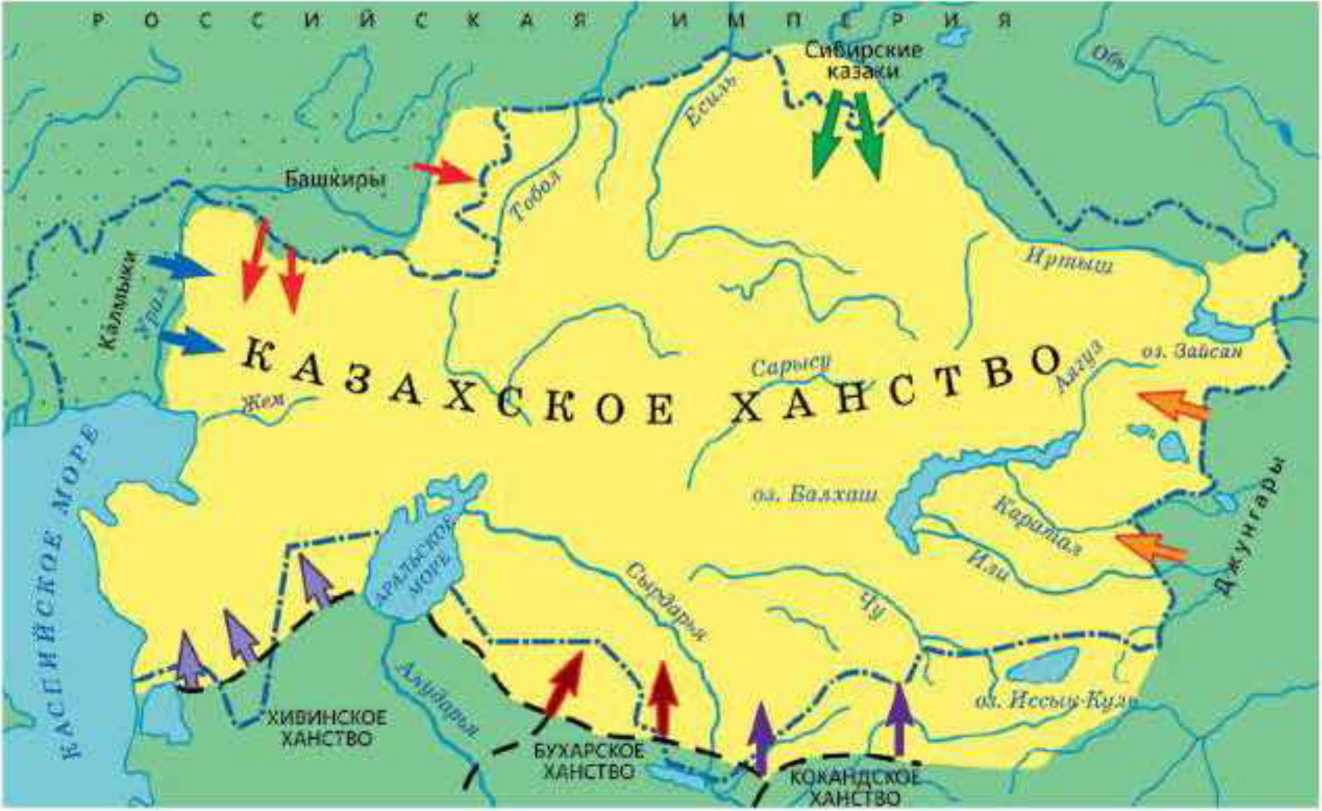 РОССИЙСКАЯ ИМПЕРИЯ
Сибирские
казаки
Обь
Есиль
Башкиры
Тобол
Калмыки
Урал
Иртыш
КАЗАХСКОЕ ХАНСТВО
Сарысу
Аягуз
оз. Зайсан
Жем
КАСПИЙСКОЕ МОРЕ
АРАЛЬСКОЕ
МОРЕ
оз. Балхаш
Каратал
Или
Джунгары
Сырдарья
Чу
оз. Иссык-Куль
Амударья
ХИВИНСКОЕ
ХАНСТВО
БУХАРСКОЕ
ХАНСТВО
КОКАНДСКОЕ
ХАНСТВО